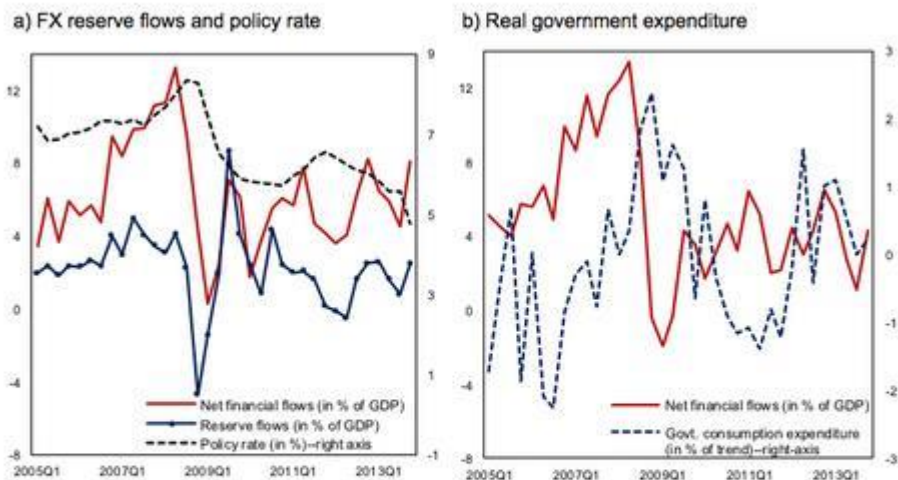 a) FX reserve flows and policy rate
9
12
7
8
5
4
3
0
1
-4
Net financial flows (in % of GDP)
Reserve flows (in % of GDP)
Policy rate (in %)--right axis
-8
-1
2005Q1 2007Q1 2009Q1 2011Q1 2013Q1
b) Real government expenditure
3
12
2
8
1
4
0
0
-1
-4
-2
Net financial flows (in % of GDP)
Govt. consumption expenditure
(in % of trend)--right-axis
-8
-3
2005Q1 2007Q1 2009Q1 2011Q1 2013Q1